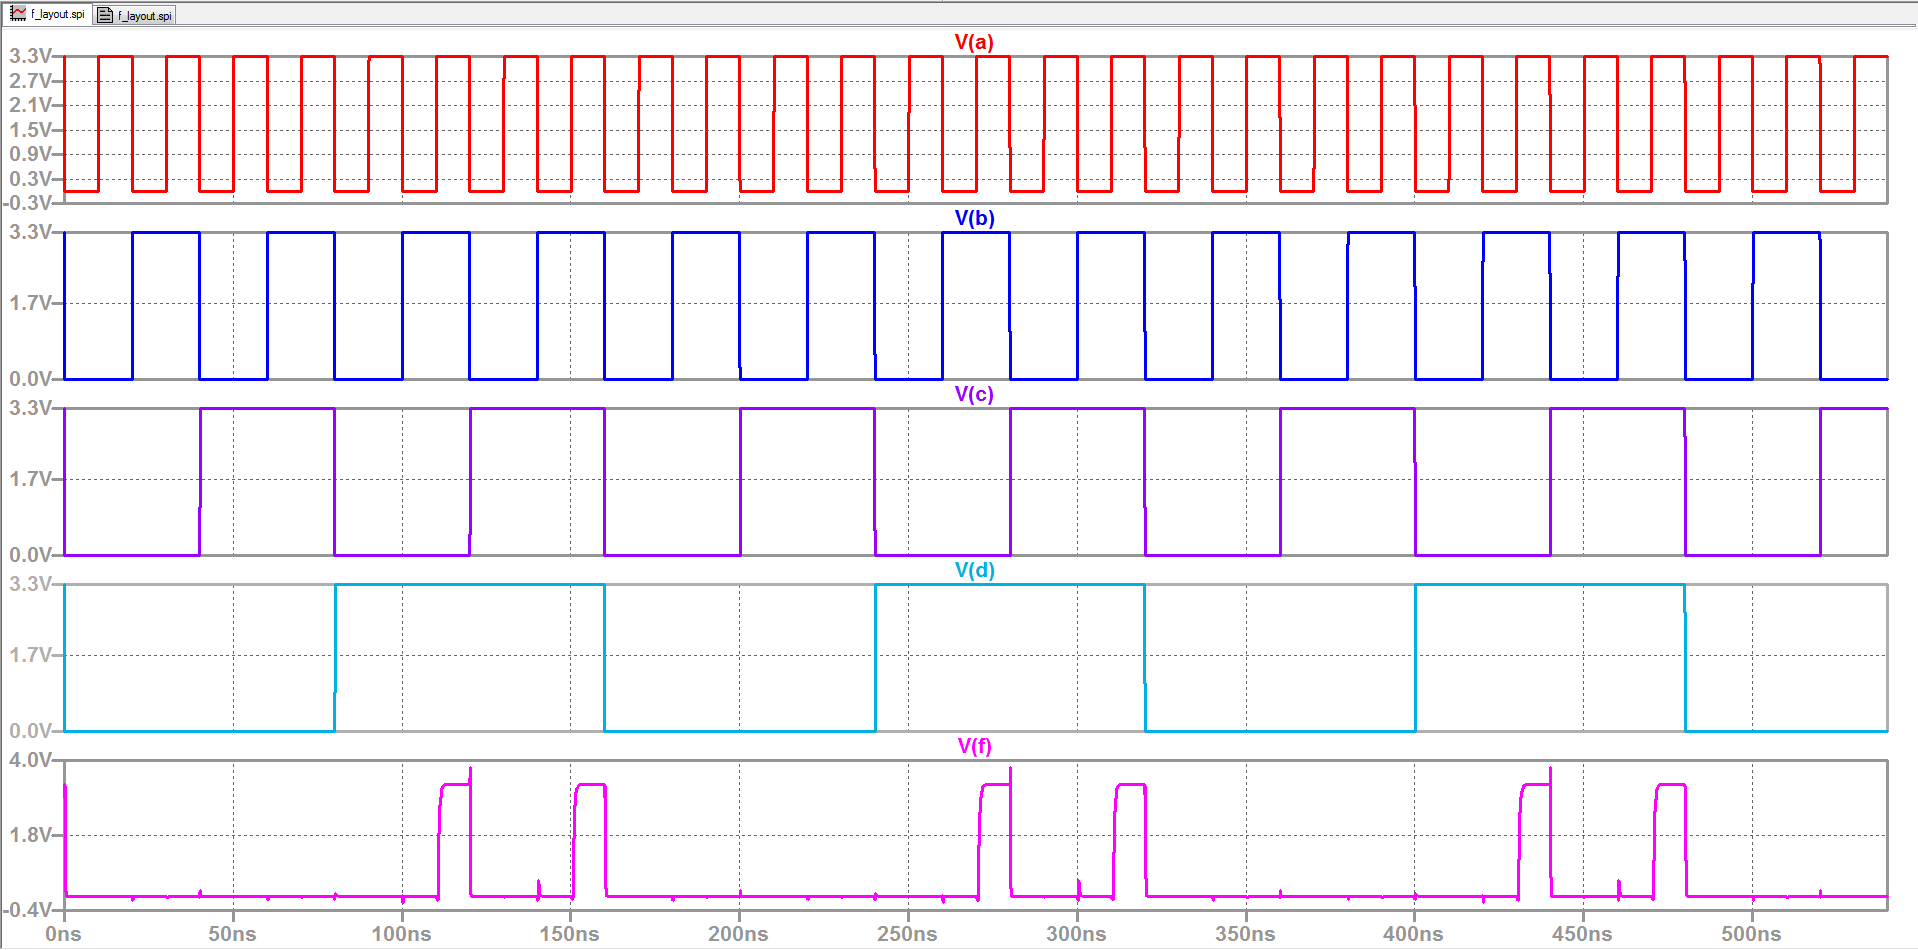 f_layout.spi f_layout.spi
V(a)
3.3V
2.7V
2.1V
1.5V
0.9V
0.3V
-0.3V
V(b)
3.3V
1.7V
0.0V
V(c)
3.3V
1.7V
0.0V
V(d)
3.3V
1.7V
0.0V
V(f)
4.0V
1.8V
-0.4V
0ns 50ns 100ns 150ns 200ns 250ns 300ns 350ns 400ns 450ns 500ns